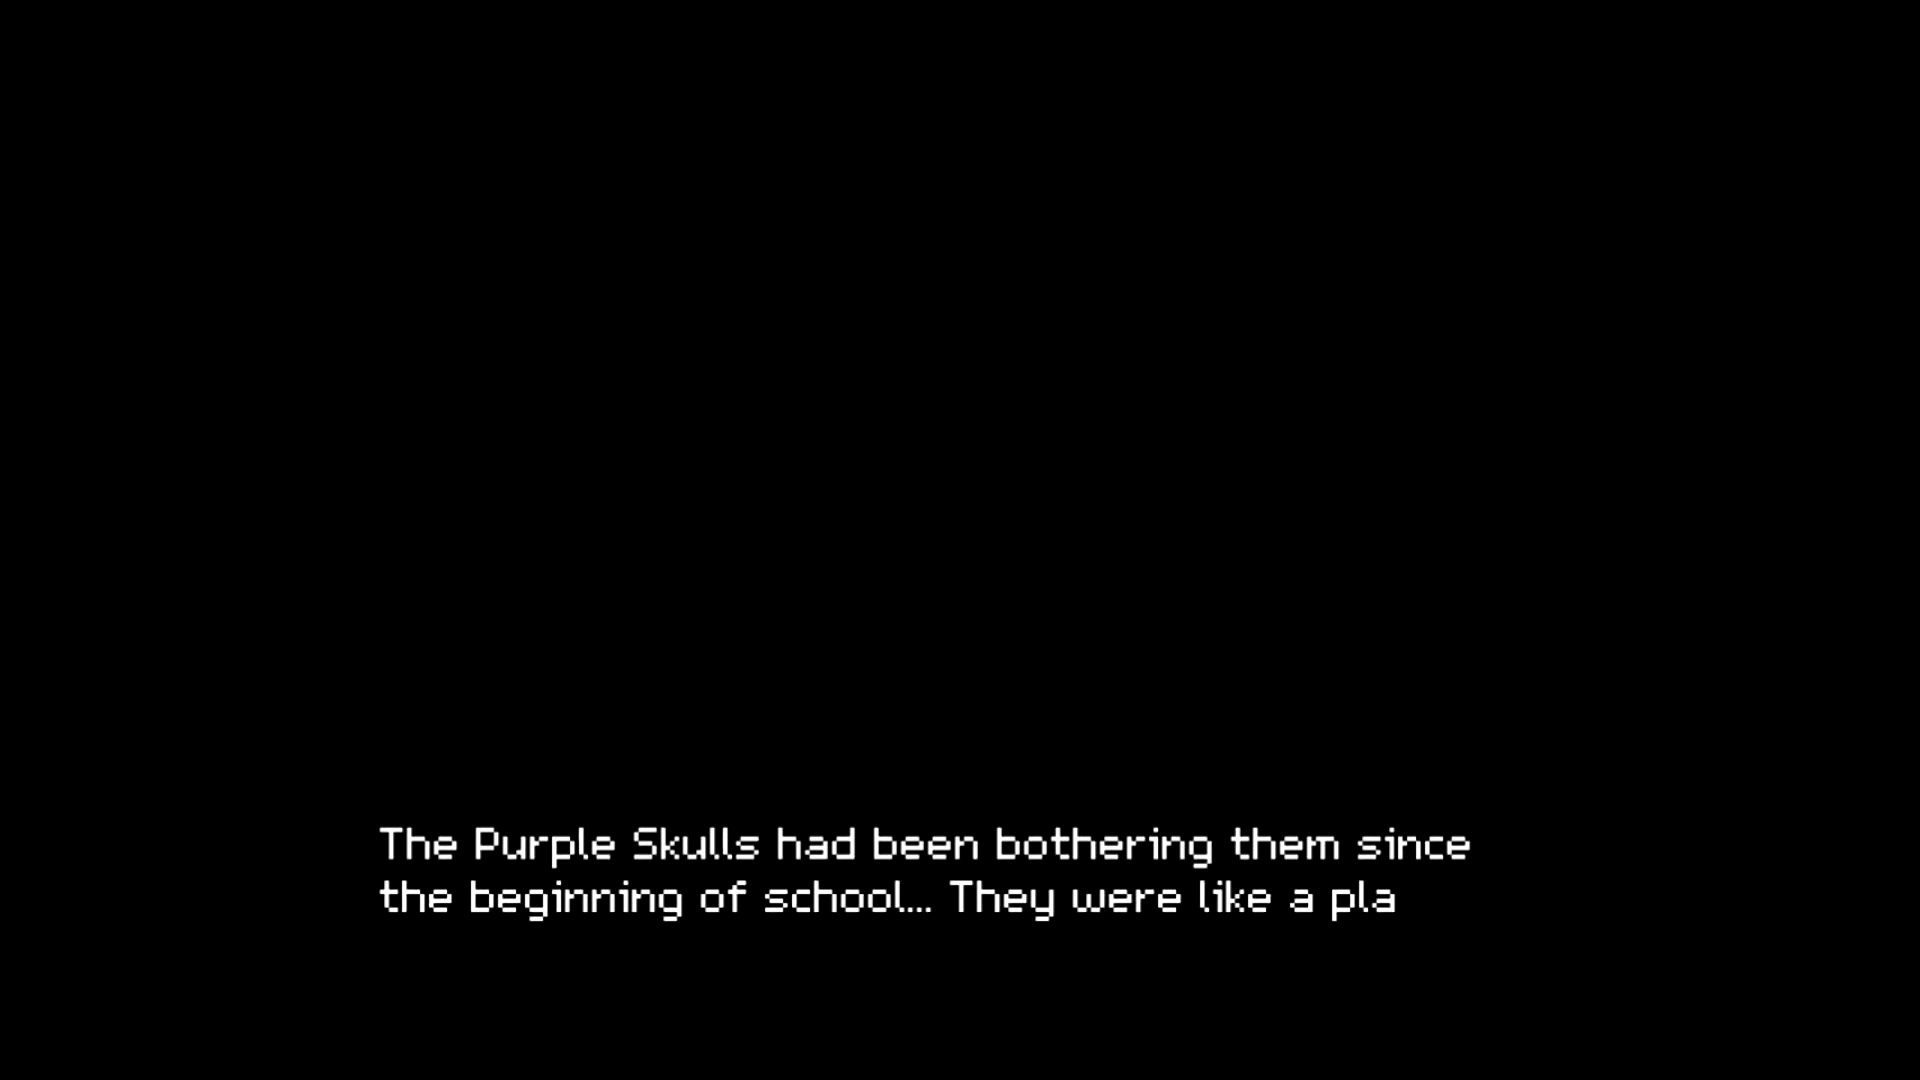 The Purple Skulls had been bothering them since
the beginning of school... They were like a pla